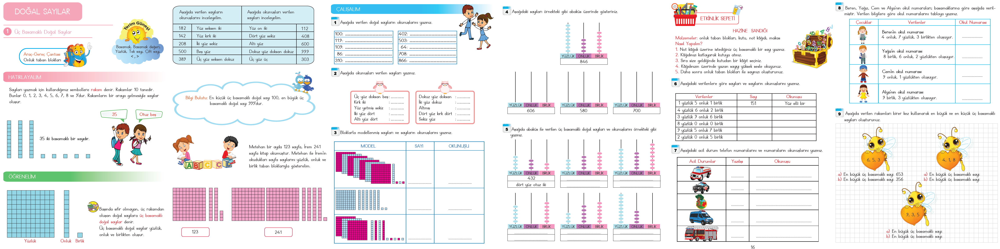 DOĞAL SAYILAR
1 Üç Basamaklı Doğal Sayılar
Terim Güneşi
Basamak, Basamak değeri,
Yüzlük, Tek sayı, Çift sayı,
< , >
Araç-Gereç Çantası
Onluk taban blokları
HATIRLAYALIM
Sayıları yazmak için kullandığımız sembollere rakam denir. Rakamlar 10 tanedir.
Bunlar 0, 1, 2, 3, 4, 5, 6, 7, 8 ve 9'dur. Rakamların bir araya gelmesiyle sayılar
oluşur.
35
Otuz beş
35 iki basamaklı bir sayıdır.
ÖĞRENELİM
Yüzlük
Onluk
Birlik
Başında sıfır olmayan, üç rakamdan
oluşan doğal sayılara üç basamaklı
doğal sayılar denir.
Üç basamaklı doğal sayılar yüzlük,
onluk ve birlikten oluşur.
Aşağıda verilen sayıların
okunuşlarını inceleyelim.
Aşağıda okunuşları verilen
sayıları inceleyelim.
182 Yüz seksen iki Yüz on iki 112
142 Yüz kırk iki Dört yüz sekiz 408
208 İki yüz sekiz Altı yüz 600
500 Beş yüz Dokuz yüz doksan dokuz 999
389 Üç yüz seksen dokuz Üç yüz üç 303
Bilgi Bulutu: En küçük üç basamaklı doğal sayı 100, en büyük üç
basamaklı doğal sayı 999'dur.
A B C Ç D
Metehan bir ayda 123 sayfa, İrem 241
sayfa kitap okumuştur. Metehan ile İrem'in
okudukları sayfa sayılarını yüzlük, onluk ve
birlik taban bloklarıyla gösterelim.
123
241
ÇALIŞALIM
1 Aşağıda verilen doğal sayıların okunuşlarını yazınız.
100: ........................................
119: ........................................
109: ........................................
86: ........................................
310: ........................................
402: ........................................
503: ........................................
64: ........................................
708: ........................................
866: ........................................
2 Aşağıda okunuşları verilen sayıları yazınız.
Üç yüz doksan beş : ..........
Kırk iki : ..........
Yüz yetmiş sekiz : ..........
İki yüz dört : ..........
Altı yüz dört : ..........
Dokuz yüz doksan : ..........
İki yüz dokuz : ..........
Altmış : ..........
Dört yüz kırk dört : ..........
Sekiz yüz : ..........
3 Bloklarla modellenmiş sayıları ve sayıların okunuşlarını yazınız.
MODEL SAYI OKUNUŞU
4 Aşağıdaki sayıları örnekteki gibi abaküs üzerinde gösteriniz.
YÜZLÜK ONLUK BİRLİK
846
YÜZLÜK ONLUK BİRLİK YÜZLÜK ONLUK BİRLİK YÜZLÜK ONLUK BİRLİK
606 580 700
5 Aşağıda abaküs ile verilen üç basamaklı doğal sayıları ve okunuşlarını örnekteki gibi
yazınız.
YÜZLÜK ONLUK BİRLİK YÜZLÜK ONLUK BİRLİK YÜZLÜK ONLUK BİRLİK
432
dört yüz otuz iki
YÜZLÜK ONLUK BİRLİK YÜZLÜK ONLUK BİRLİK YÜZLÜK ONLUK BİRLİK
ETKİNLİK SEPETİ
HAZİNE SANDIĞI
Malzemeler: onluk taban blokları, kutu, not kâğıdı, makas
Nasıl Yapalım?
1. Not kâğıdı üzerine istediğiniz üç basamaklı bir sayı yazınız.
2. Kâğıdınızı katlayarak kutuya atınız.
3. Sıra size geldiğinde kutudan bir kâğıt seçiniz.
4. Kâğıdınızın üzerinde yazan sayıyı yüksek sesle okuyunuz.
5. Daha sonra onluk taban blokları ile sayınızı oluşturunuz.
6 Aşağıdaki verilenlere göre sayıları ve sayıların okunuşlarını yazınız.
Verilenler Sayı Okunuşu
1 yüzlük 5 onluk 1 birlik 151 Yüz elli bir
4 yüzlük 6 onluk 2 birlik
3 yüzlük 9 onluk 6 birlik
8 yüzlük 0 onluk 0 birlik
9 yüzlük 5 onluk 7 birlik
2 yüzlük 0 onluk 5 birlik
7 Aşağıdaki acil durum telefon numaralarını ve numaraların okunuşlarını yazınız.
Acil Durumlar Yazılışı Okunuşu
16
8 Beren, Yağız, Cem ve Alya'nın okul numaraları; basamaklarına göre aşağıda veril-
miştir. Verilen bilgilere göre okul numaralarını tabloya yazınız.
Çocuklar Verilenler Okul Numarası
Beren'in okul numarası
4 onluk, 7 yüzlük, 3 birlikten oluşuyor.
Yağız'ın okul numarası
8 birlik, 6 onluk, 2 yüzlükten oluşuyor.
Cem'in okul numarası
9 onluk, 1 yüzlükten oluşuyor.
Alya'nın okul numarası
9 birlik, 3 yüzlükten oluşuyor.
9 Aşağıda verilen rakamları birer kez kullanarak en büyük ve en küçük üç basamaklı
sayıları oluşturunuz.
6, 5, 3
4, 1, 8
a) En büyük üç basamaklı sayı: 653
b) En büyük üç basamaklı sayı: 356
a) En büyük üç basamaklı sayı:
b) En büyük üç basamaklı sayı:
9, 3, 5
a) En büyük üç basamaklı sayı:
b) En büyük üç basamaklı sayı: